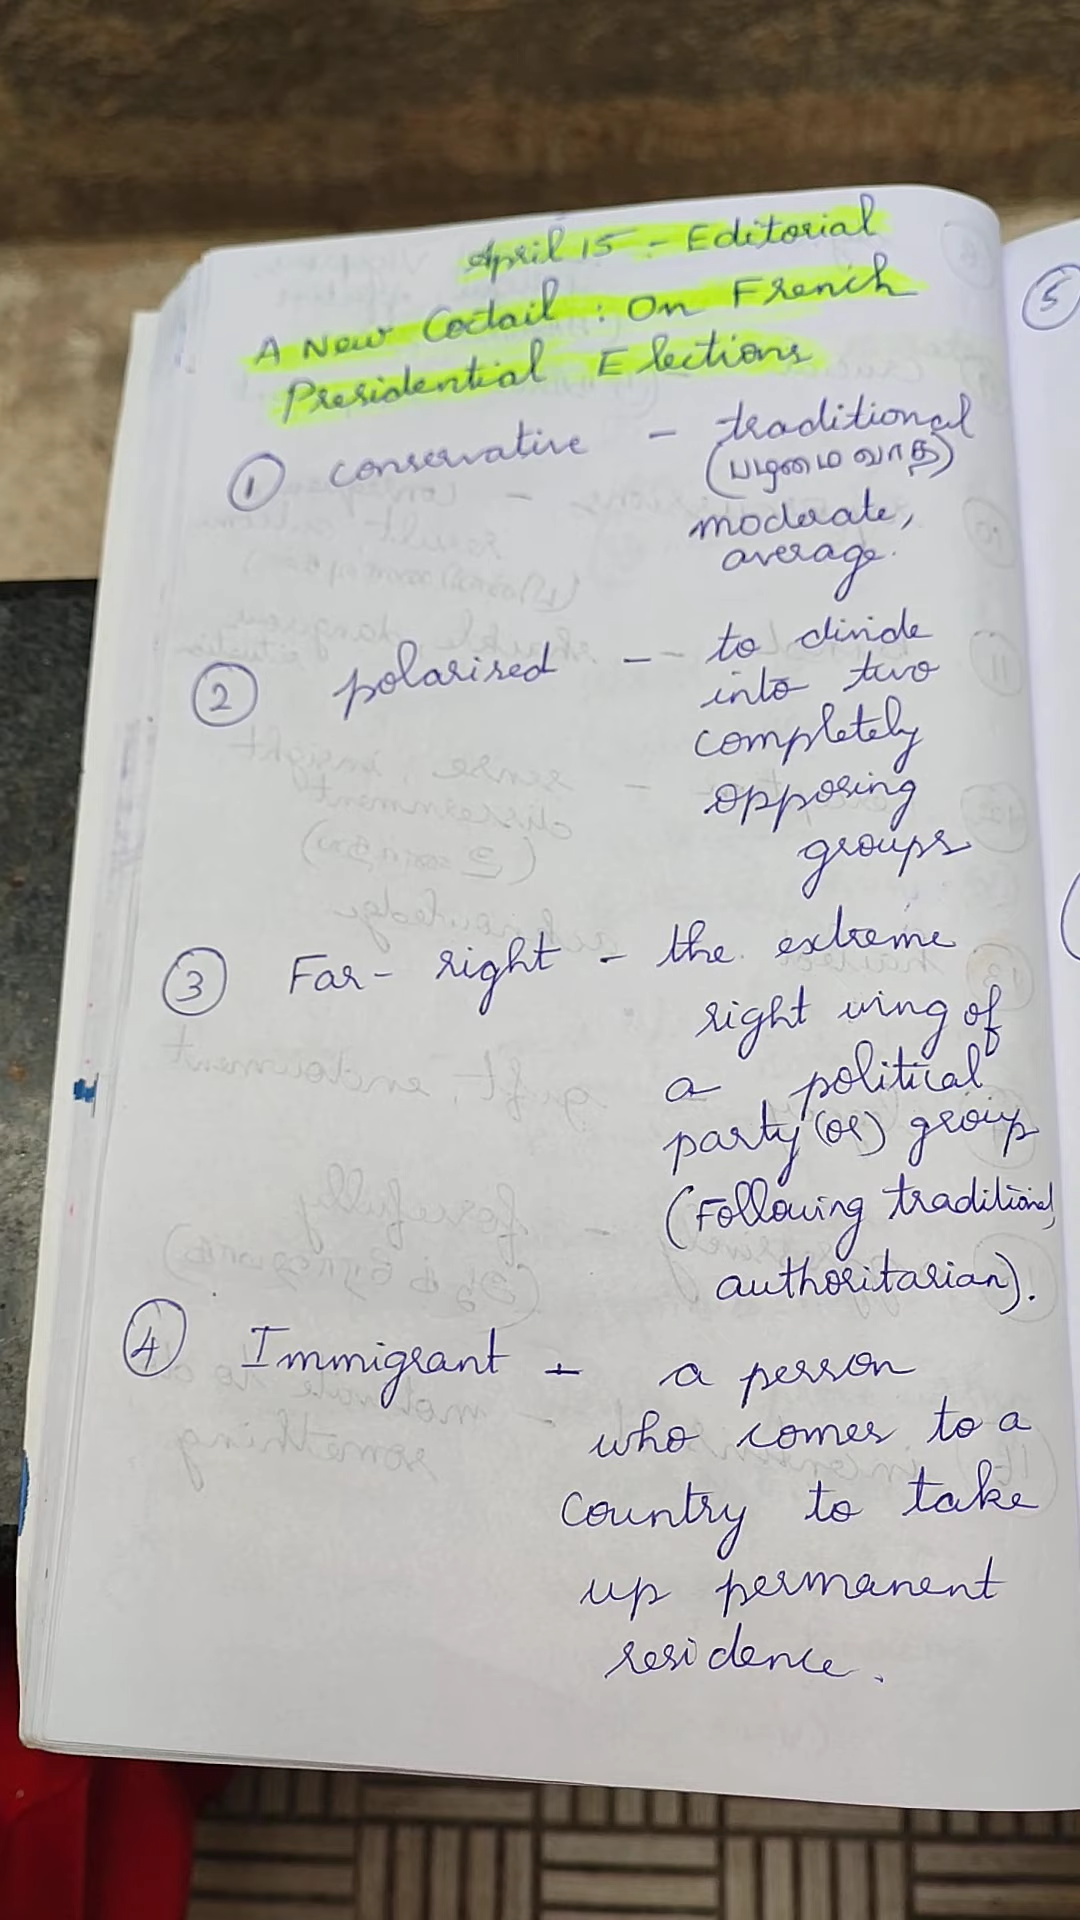 April 15 - Editorial
A New Coctail : On French
Presidential Elections
① conservative - traditional
(பழமைவாத)
moderate,
average.
② polarised - to divide
into two
completely
opposing
groups
③ Far-right - the extreme
right wing of
a political
party (or) group
(Following traditional,
authoritarian).
④ Immigrant - a person
who comes to a
country to take
up permanent
residence.
⑤